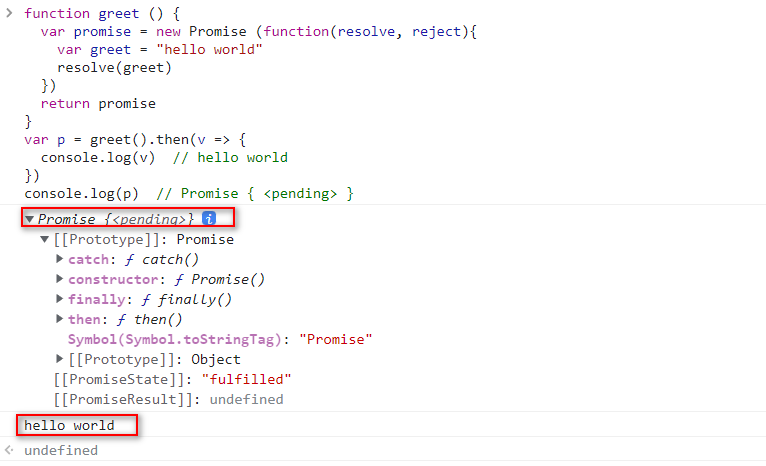 function greet () {
var promise = new Promise (function(resolve, reject){
var greet = "hello world"
resolve(greet)
})
return promise
}
var p = greet().then(v => {
console.log(v)  // hello world
})
console.log(p)  // Promise { <pending> }
Promise {<pending>} i
[[Prototype]]: Promise
catch: ƒ catch()
constructor: ƒ Promise()
finally: ƒ finally()
then: ƒ then()
Symbol(Symbol.toStringTag): "Promise"
[[Prototype]]: Object
[[PromiseState]]: "fulfilled"
[[PromiseResult]]: undefined
hello world
undefined